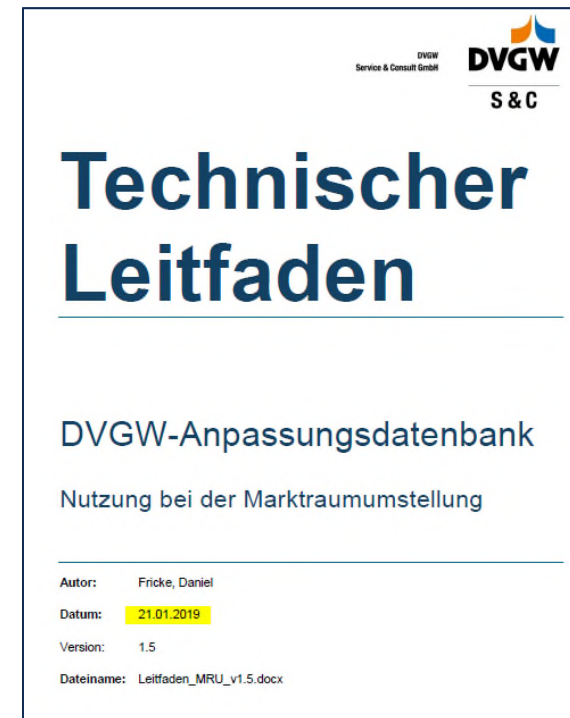 DVGW
Service & Consult GmbH
DVGW
S & C
Technischer
Leitfaden
DVGW-Anpassungsdatenbank
Nutzung bei der Marktraumumstellung
Autor: Fricke, Daniel
Datum: 21.01.2019
Version: 1.5
Dateiname: Leitfaden_MRU_v1.5.docx